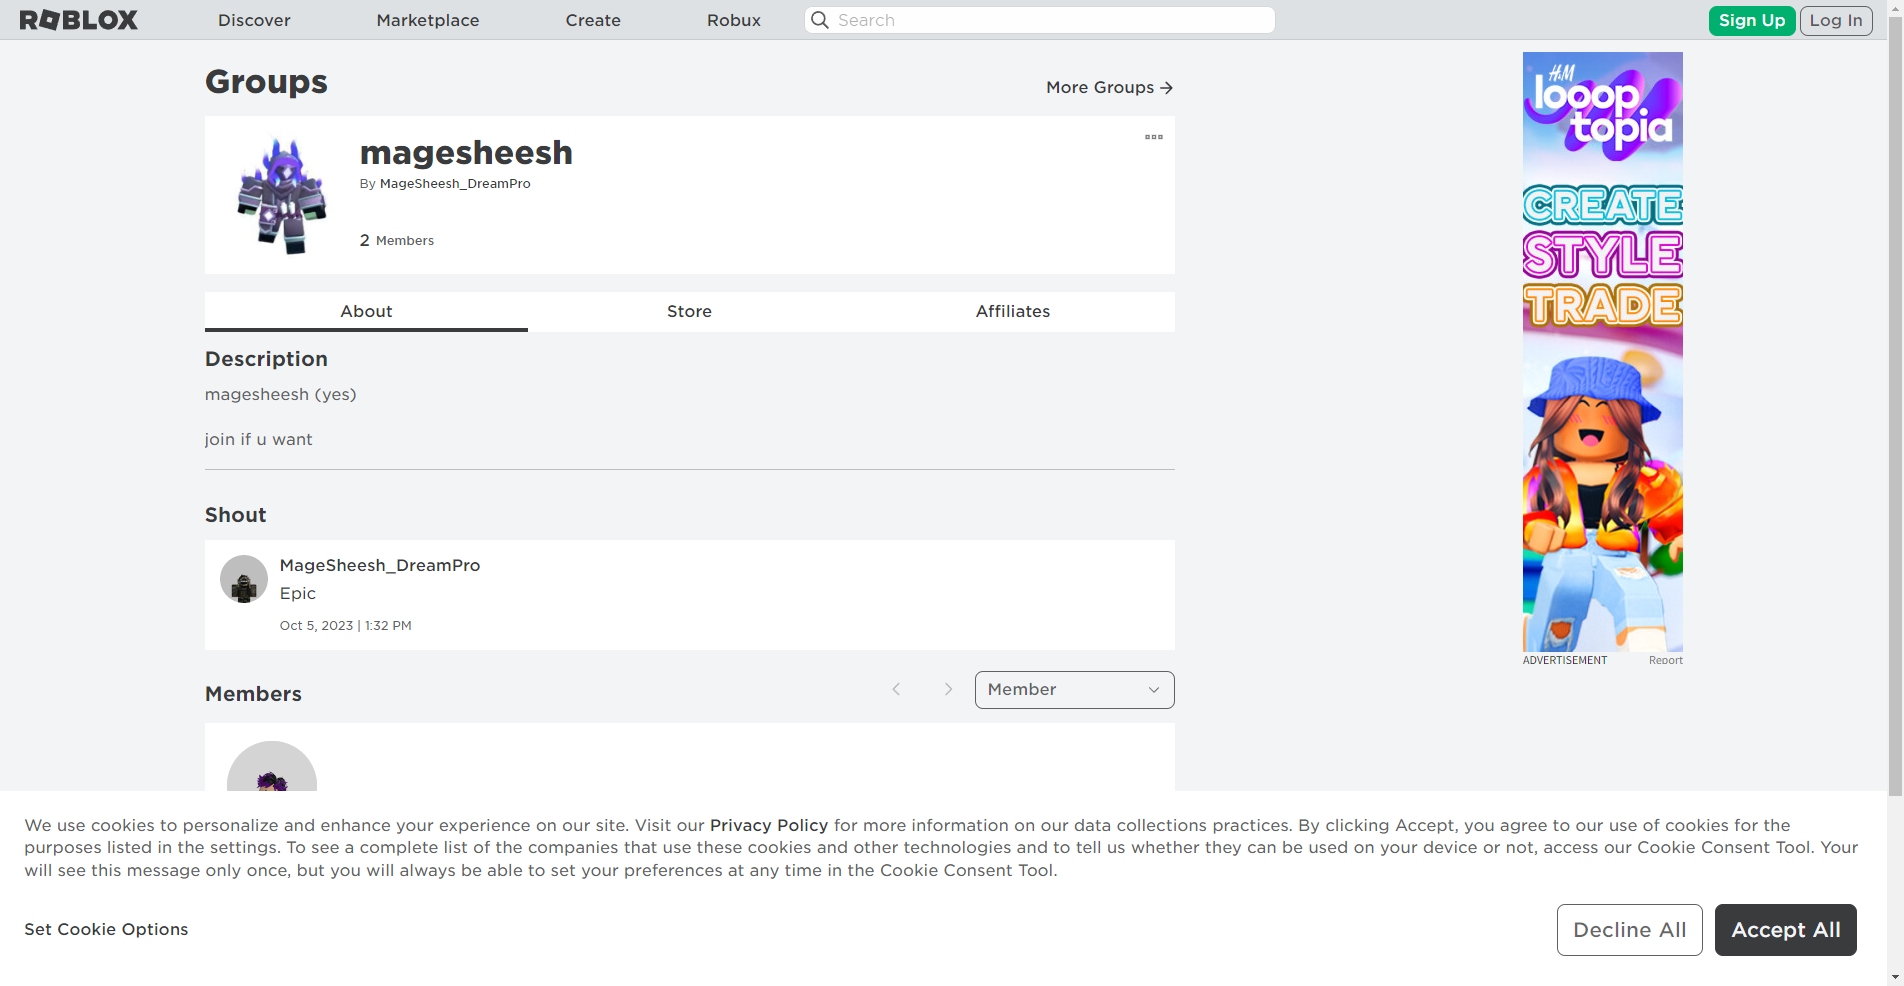 ROBLOX
Discover
Marketplace
Create
Robux
Search
Sign Up
Log In
Groups
More Groups
magesheesh
By MageSheesh_DreamPro
2 Members
About
Store
Affiliates
Description
magesheesh (yes)
join if u want
Shout
MageSheesh_DreamPro
Epic
Oct 5, 2023 | 1:32 PM
Members
Member
H&M
looop
topia
CREATE
STYLE
TRADE
ADVERTISEMENT
Report
We use cookies to personalize and enhance your experience on our site. Visit our Privacy Policy for more information on our data collections practices. By clicking Accept, you agree to our use of cookies for the
purposes listed in the settings. To see a complete list of the companies that use these cookies and other technologies and to tell us whether they can be used on your device or not, access our Cookie Consent Tool. Your
will see this message only once, but you will always be able to set your preferences at any time in the Cookie Consent Tool.
Set Cookie Options
Decline All
Accept All